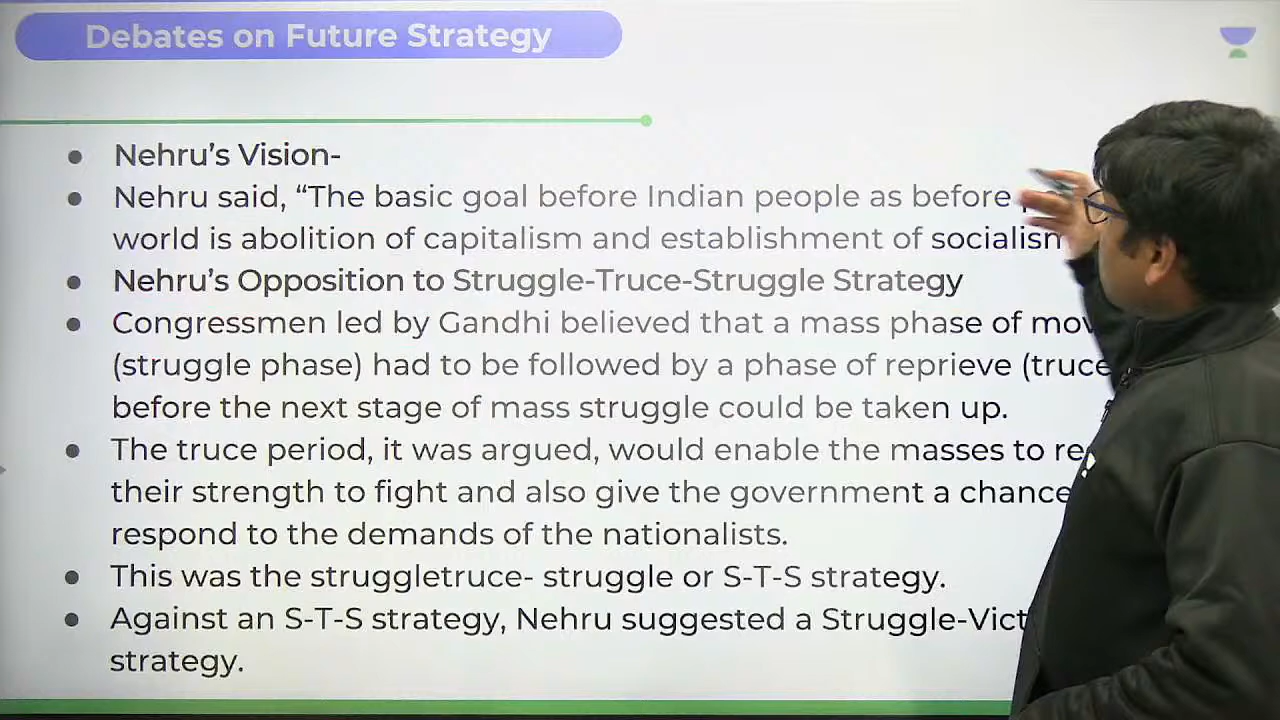 Debates on Future Strategy
Nehru's Vision-
Nehru said, “The basic goal before Indian people as before
world is abolition of capitalism and establishment of socialism
Nehru's Opposition to Struggle-Truce-Struggle Strategy
Congressmen led by Gandhi believed that a mass phase of
(struggle phase) had to be followed by a phase of reprieve (truce
before the next stage of mass struggle could be taken up.
The truce period, it was argued, would enable the masses to
their strength to fight and also give the government a chance
respond to the demands of the nationalists.
This was the struggletruce- struggle or S-T-S strategy.
Against an S-T-S strategy, Nehru suggested a
strategy.